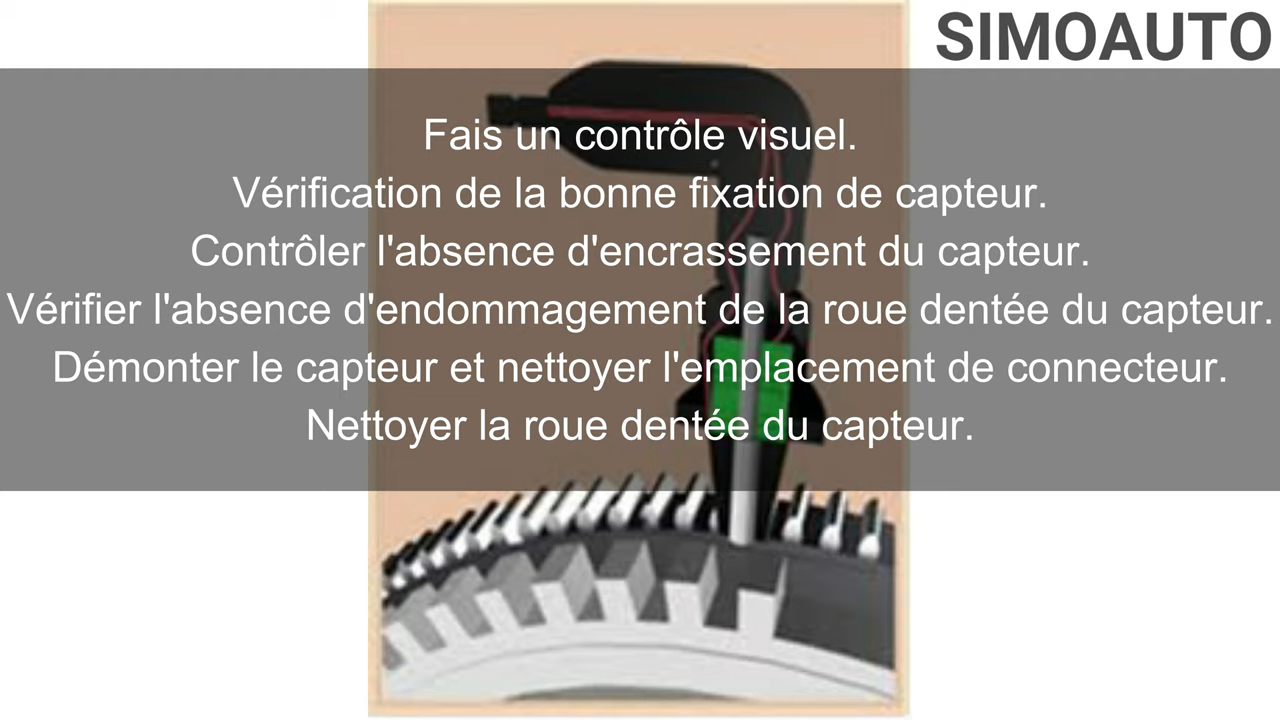 SIMOAUTO
Fais un contrôle visuel.
Vérification de la bonne fixation de capteur.
Contrôler l'absence d'encrassement du capteur.
Vérifier l'absence d'endommagement de la roue dentée du capteur.
Démonter le capteur et nettoyer l'emplacement de connecteur.
Nettoyer la roue dentée du capteur.